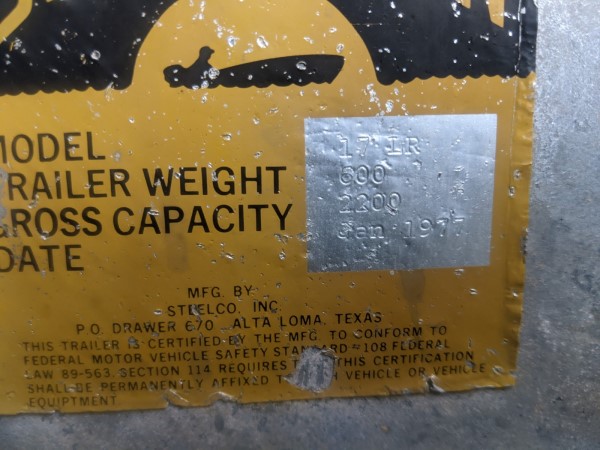 MODEL 17 LR
TRAILER WEIGHT 600
GROSS CAPACITY 2200
DATE Jan 1977
MFG. BY
STEELCO, INC.
P.O. DRAWER 670 ALTA LOMA, TEXAS
THIS TRAILER IS CERTIFIED BY THE MFG. TO CONFORM TO
FEDERAL MOTOR VEHICLE SAFETY STANDARD #108 FEDERAL
LAW 89-563. SECTION 114 REQUIRES THIS CERTIFICATION
SHALL BE PERMANENTLY AFFIXED VEHICLE OR VEHICLE
EQUIPTMENT